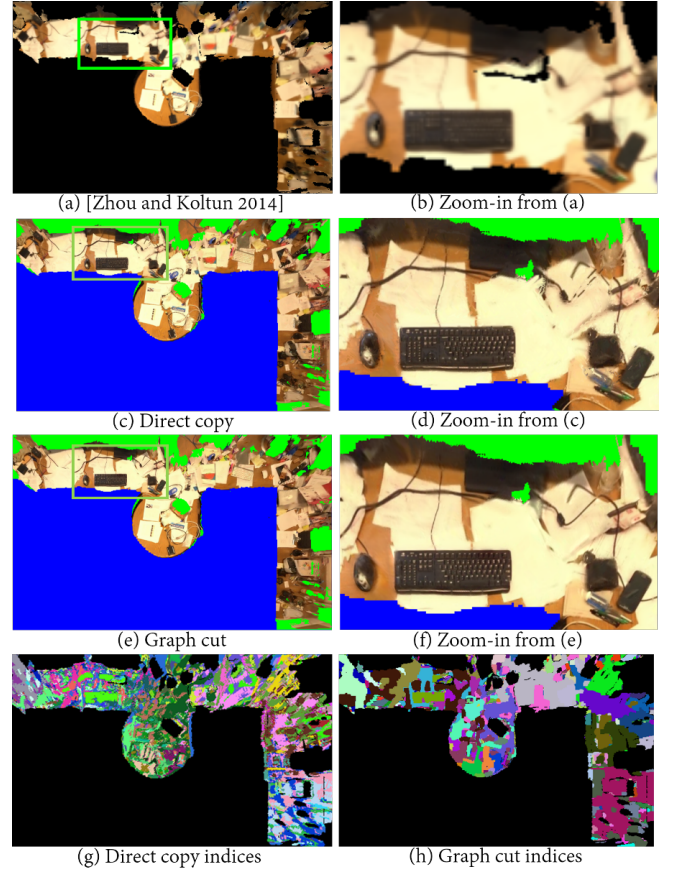 (a) [Zhou and Koltun 2014]
(b) Zoom-in from (a)
(c) Direct copy
(d) Zoom-in from (c)
(e) Graph cut
(f) Zoom-in from (e)
(g) Direct copy indices
(h) Graph cut indices